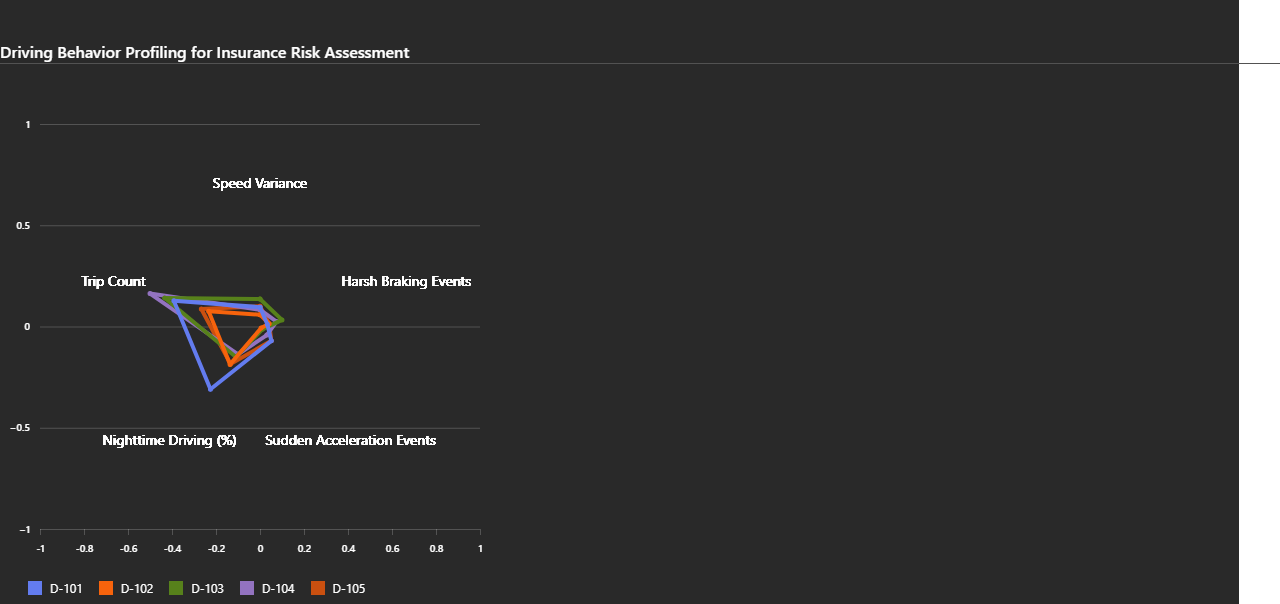 Driving Behavior Profiling for Insurance Risk Assessment
1
Speed Variance
0.5
Trip Count
Harsh Braking Events
0
−0.5
Nighttime Driving (%)
Sudden Acceleration Events
−1
-1 -0.8 -0.6 -0.4 -0.2 0 0.2 0.4 0.6 0.8 1
D-101 D-102 D-103 D-104 D-105